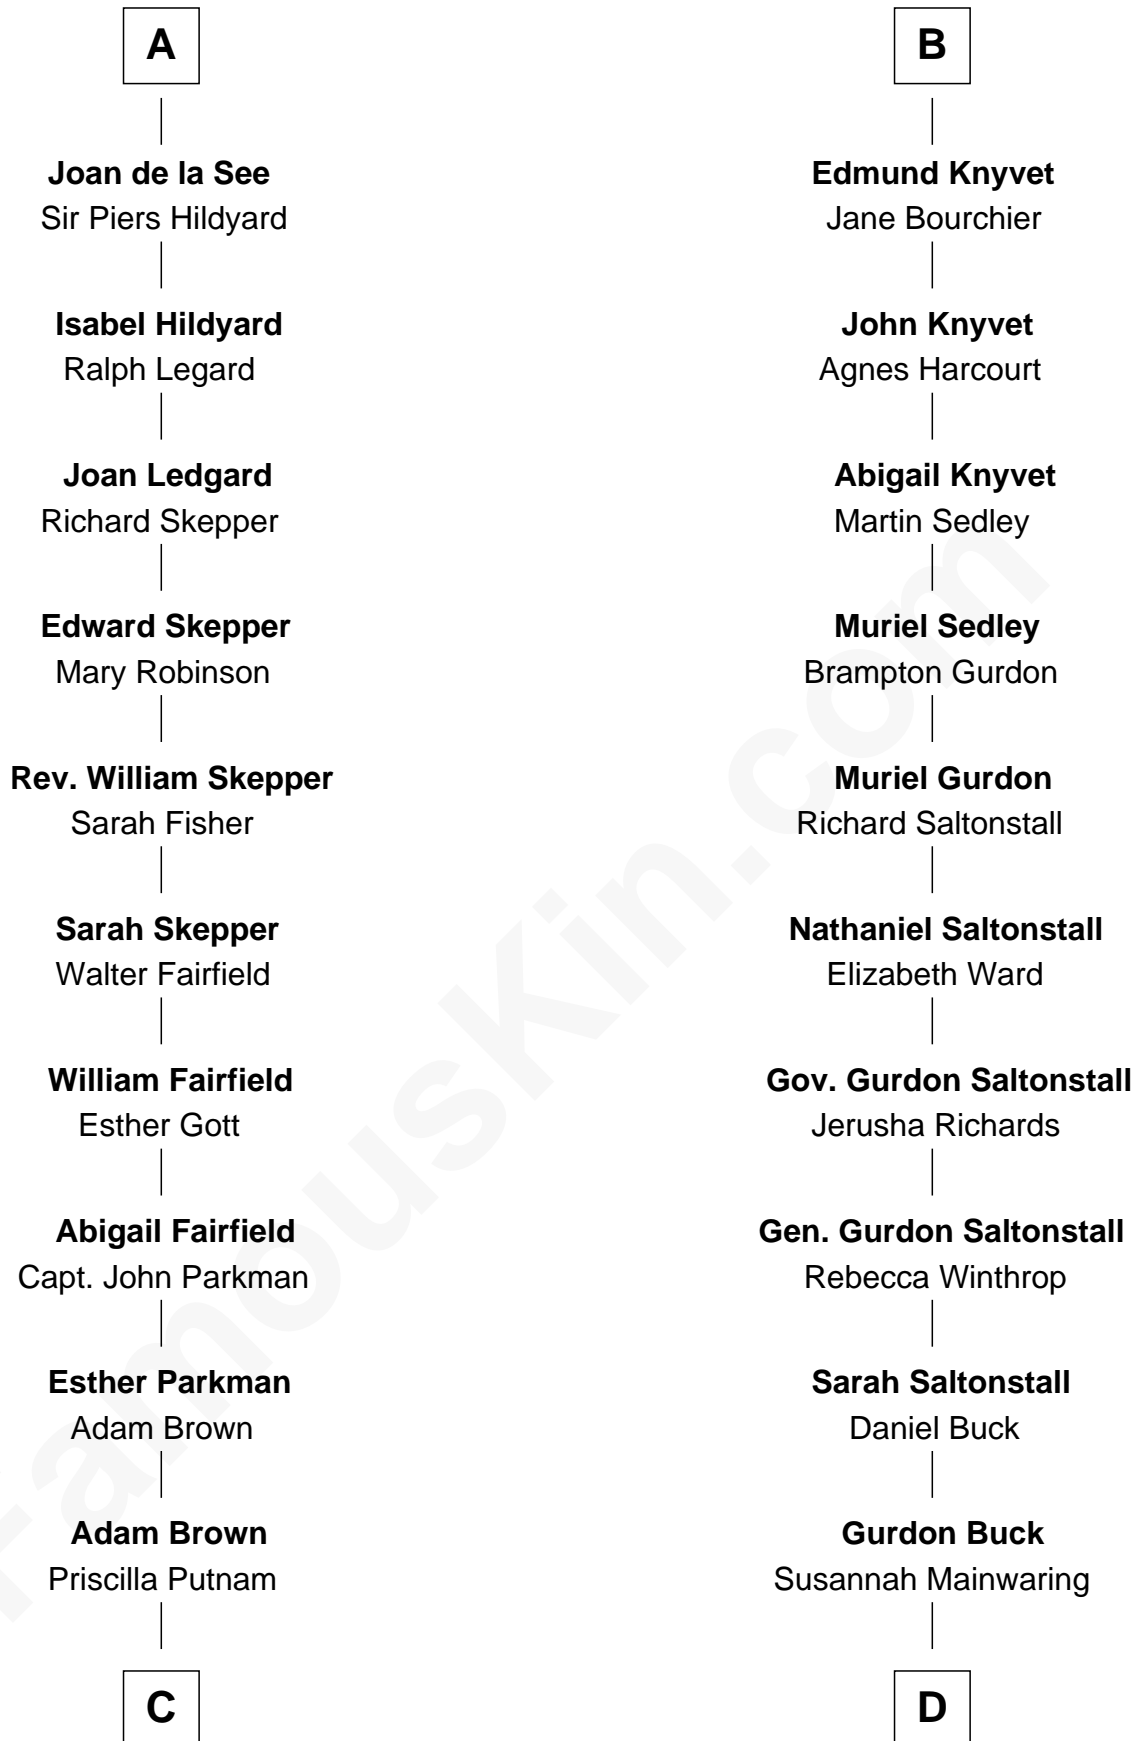 A
Joan de la See
Sir Piers Hildyard
Isabel Hildyard
Ralph Legard
Joan Ledgard
Richard Skepper
Edward Skepper
Mary Robinson
Rev. William Skepper
Sarah Fisher
Sarah Skepper
Walter Fairfield
William Fairfield
Esther Gott
Abigail Fairfield
Capt. John Parkman
Esther Parkman
Adam Brown
Adam Brown
Priscilla Putnam
C
B
Edmund Knyvet
Jane Bourchier
John Knyvet
Agnes Harcourt
Abigail Knyvet
Martin Sedley
Muriel Sedley
Brampton Gurdon
Muriel Gurdon
Richard Saltonstall
Nathaniel Saltonstall
Elizabeth Ward
Gov. Gurdon Saltonstall
Jerusha Richards
Gen. Gurdon Saltonstall
Rebecca Winthrop
Sarah Saltonstall
Daniel Buck
Gurdon Buck
Susannah Mainwaring
D
FamousKin.com